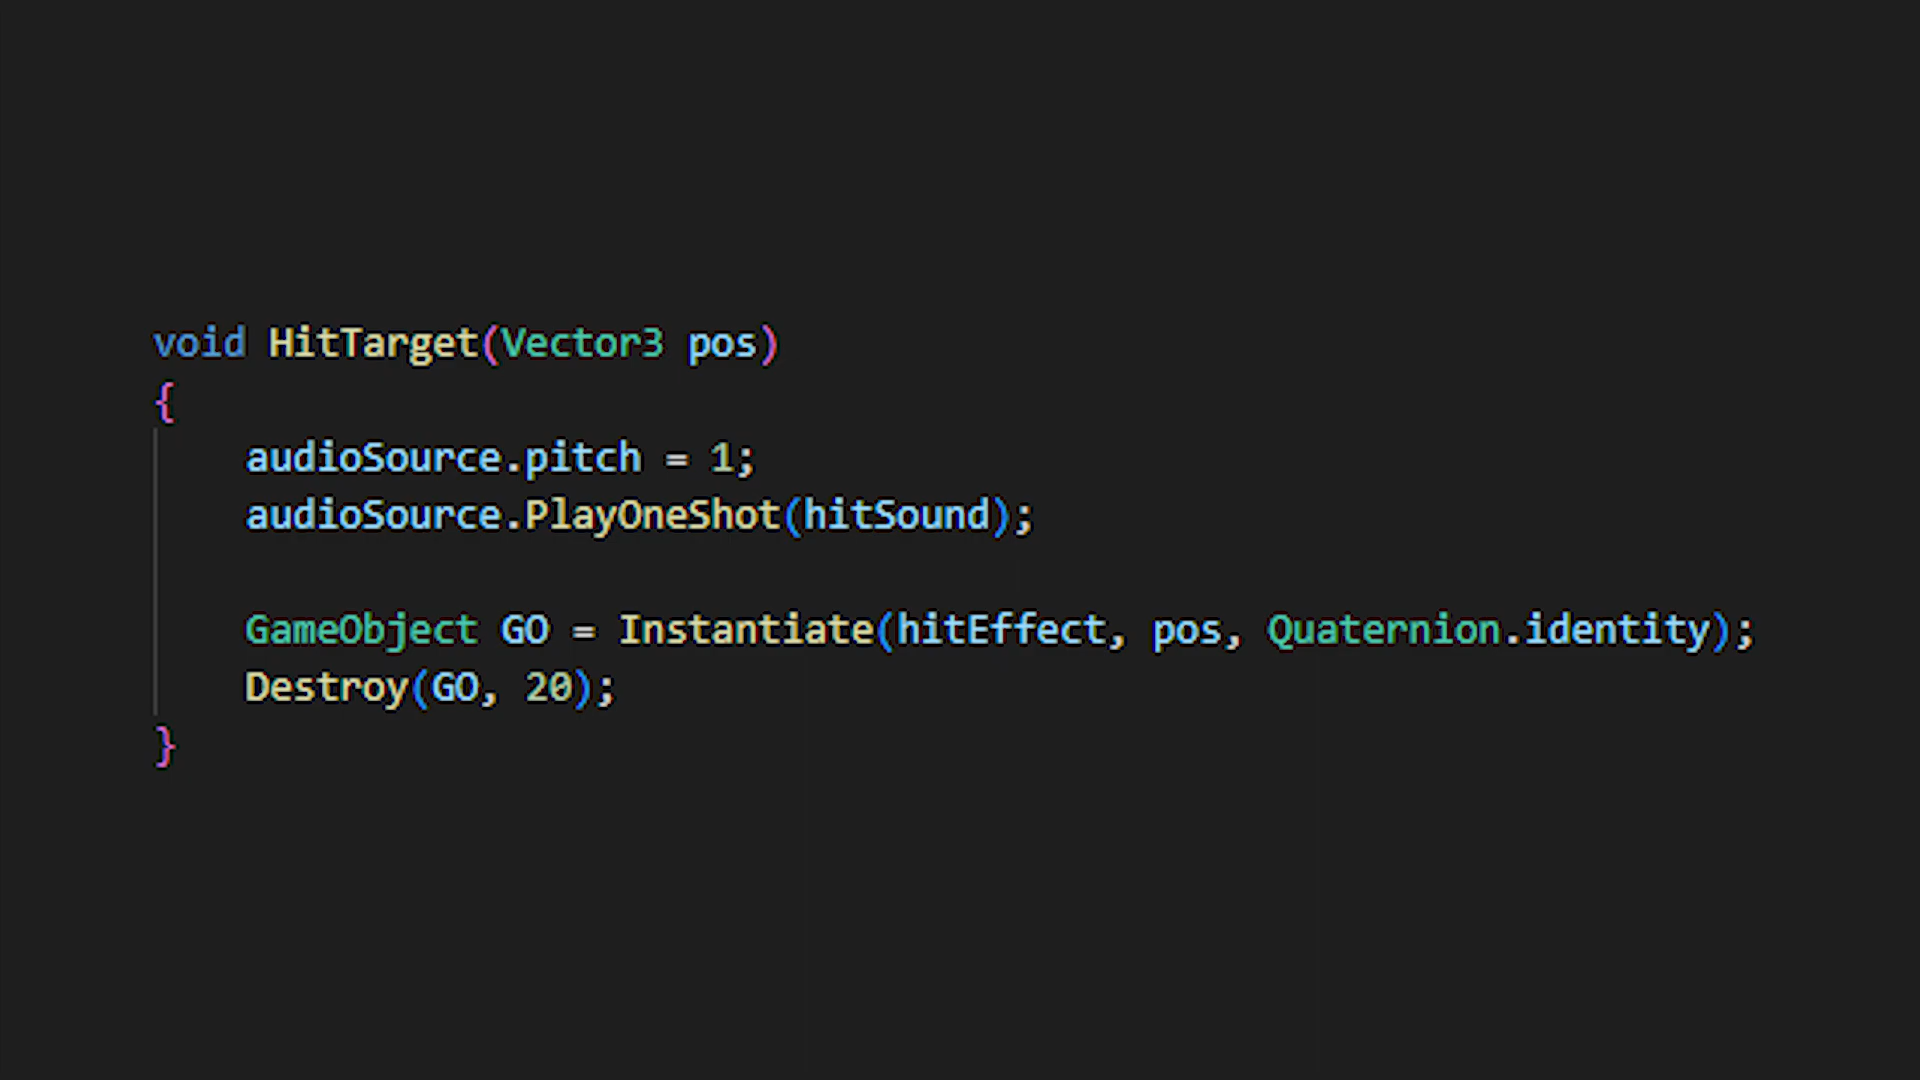 void HitTarget(Vector3 pos)
{
audioSource.pitch = 1;
audioSource.PlayOneShot(hitSound);
GameObject GO = Instantiate(hitEffect, pos, Quaternion.identity);
Destroy(GO, 20);
}